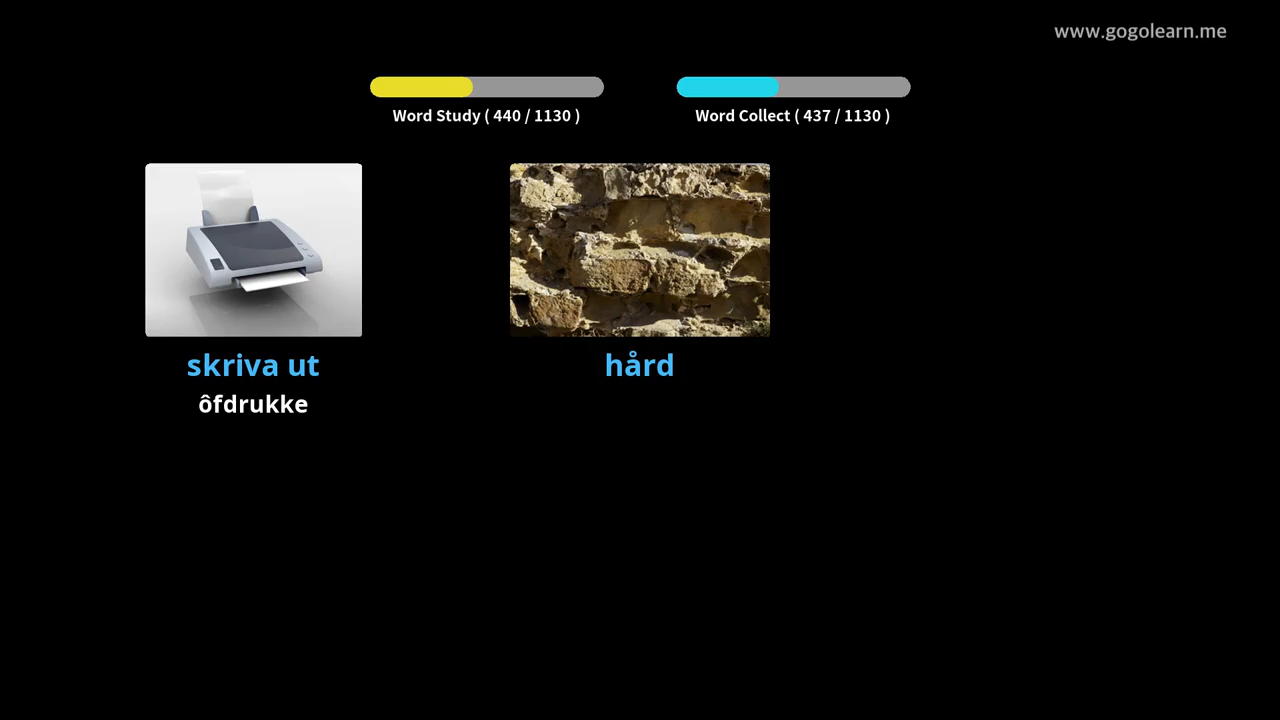 www.gogolearn.me
Word Study ( 440 / 1130 )
Word Collect ( 437 / 1130 )
skriva ut
hård
ôfdrukke